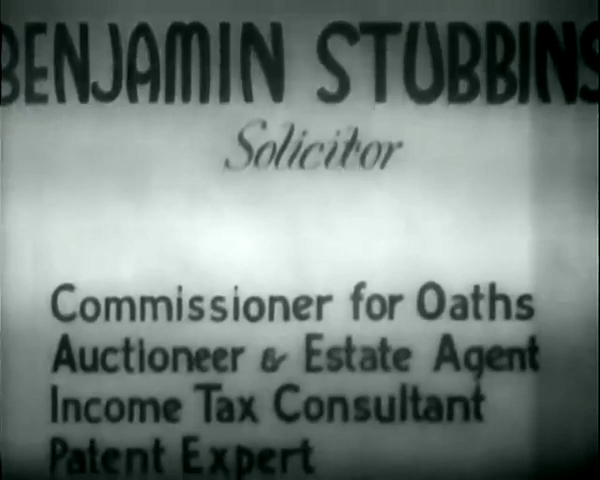 BENJAMIN STUBBINS
Solicitor
Commissioner for Oaths
Auctioneer & Estate Agent
Income Tax Consultant
Patent Expert